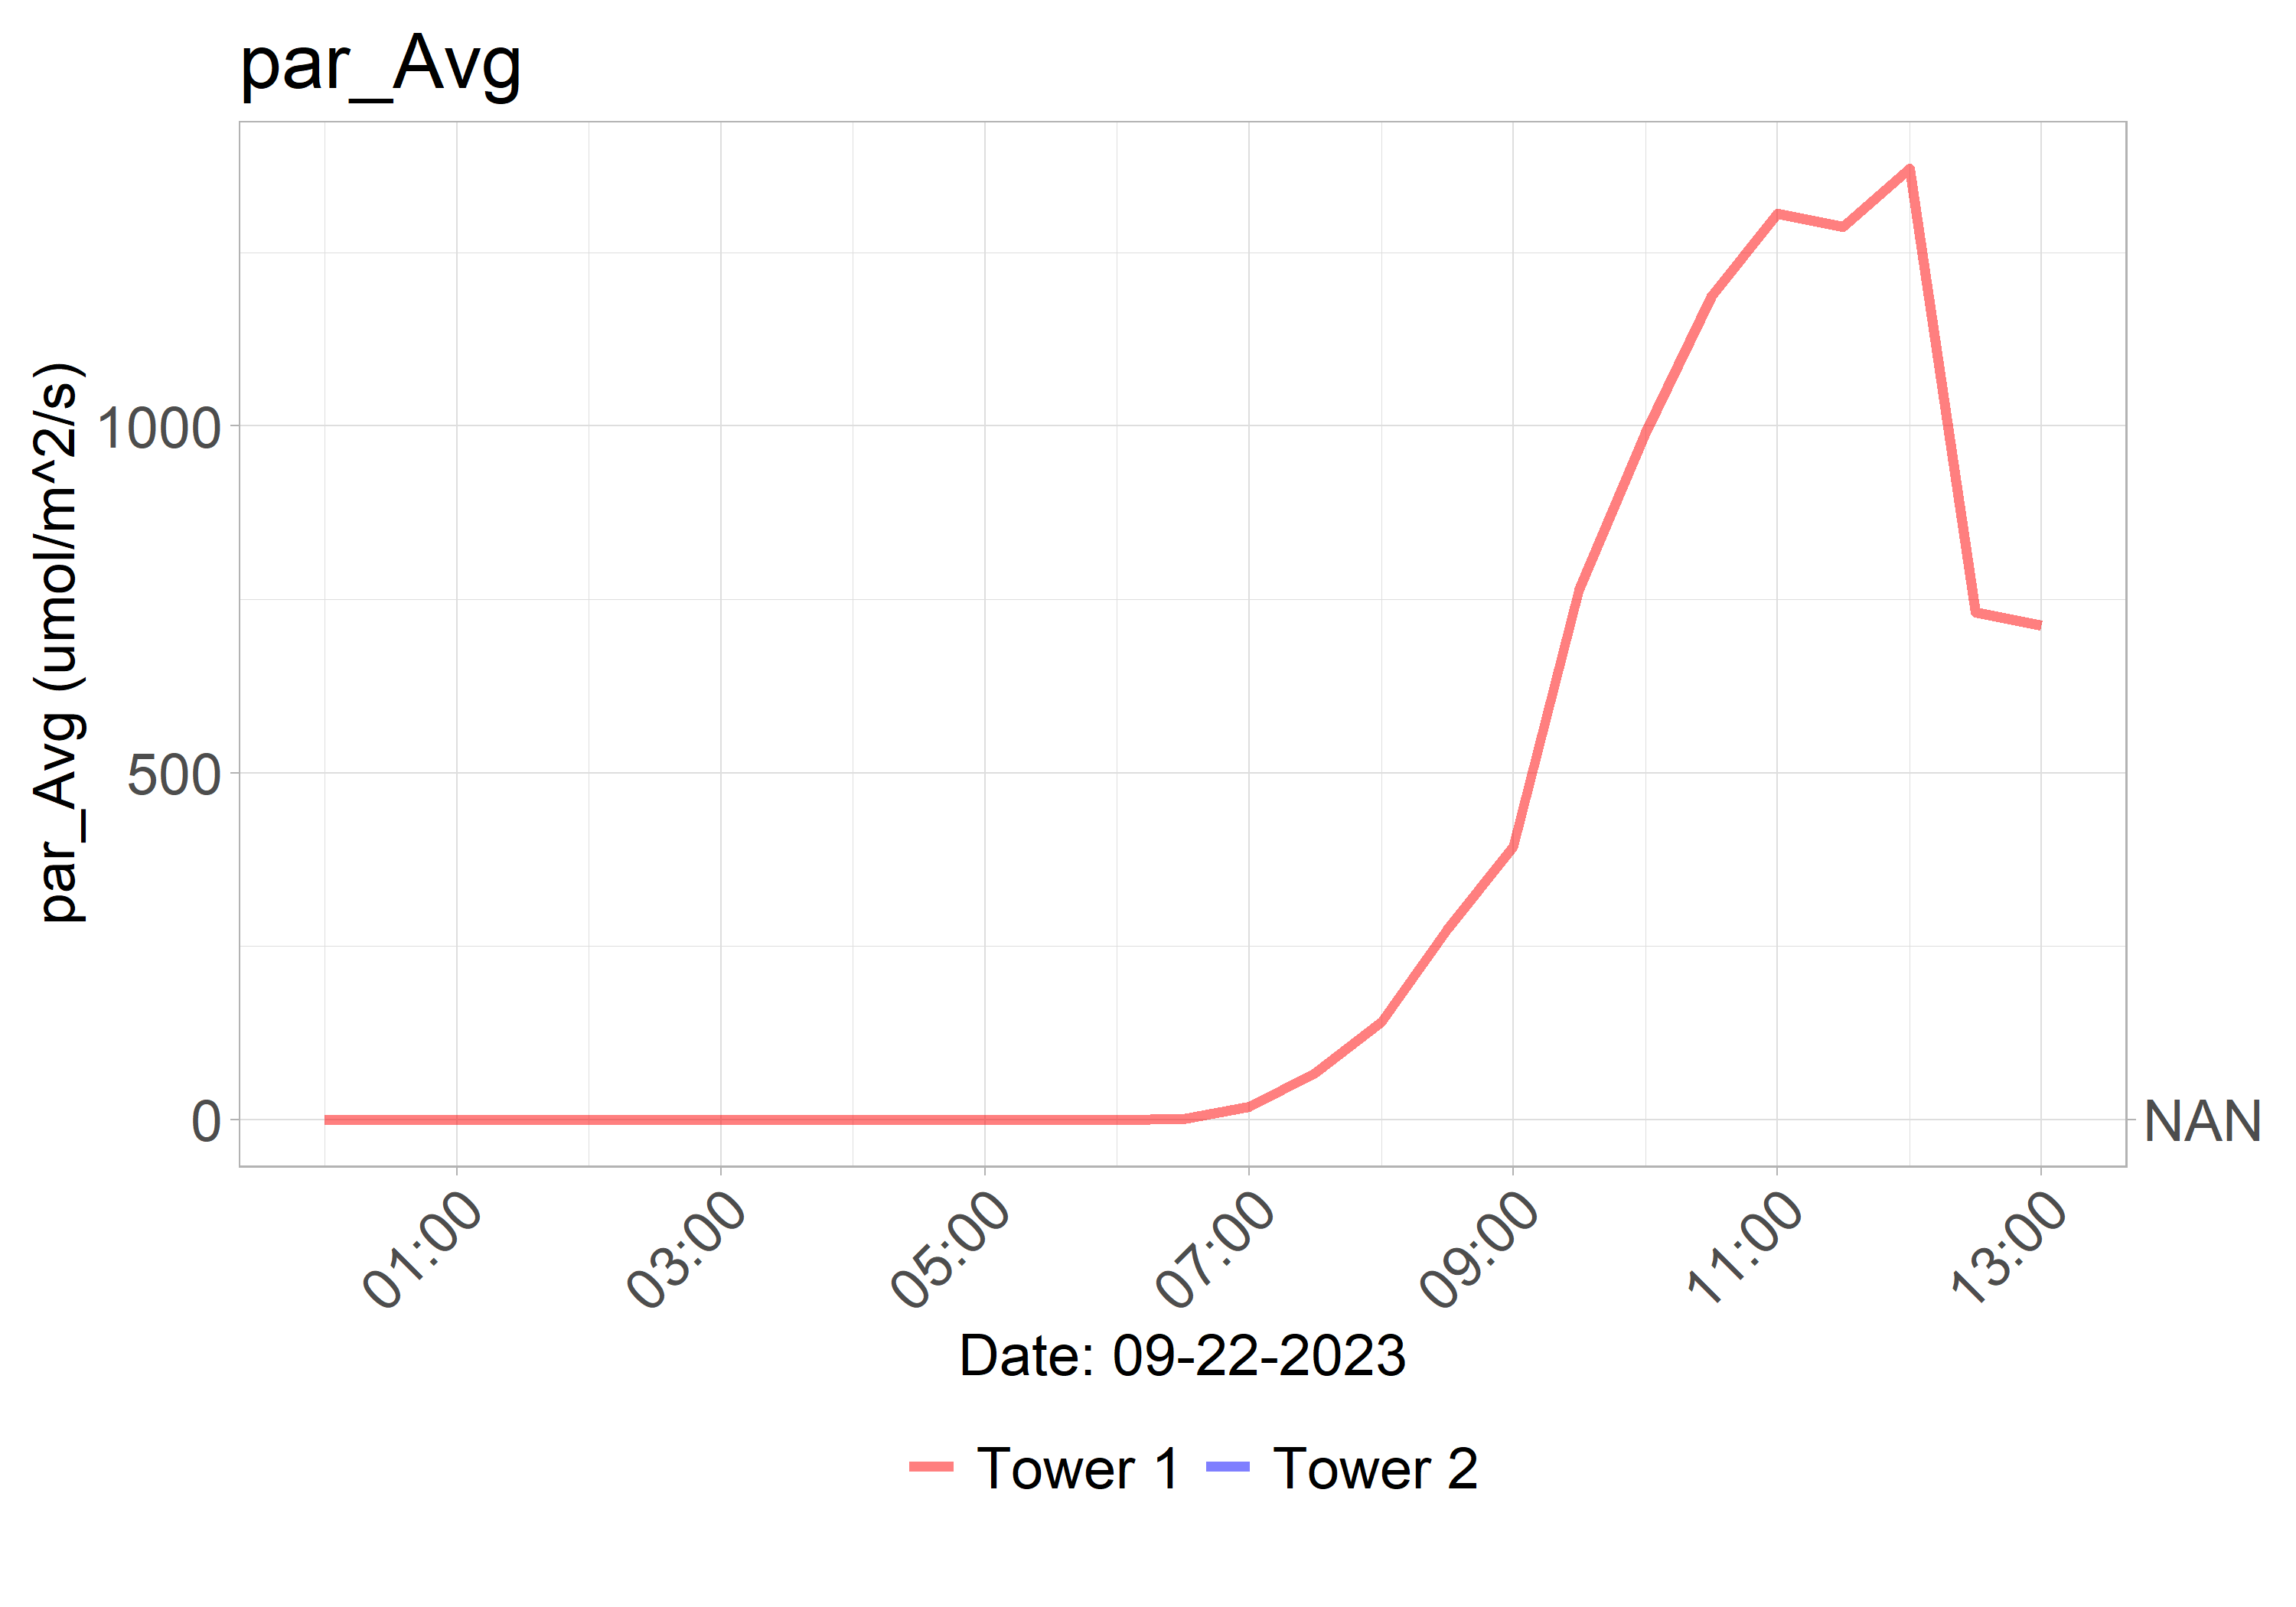 par_Avg
par_Avg (umol/m^2/s)
1000
500
0
NAN
01:00
03:00
05:00
07:00
09:00
11:00
13:00
Date: 09-22-2023
Tower 1
Tower 2